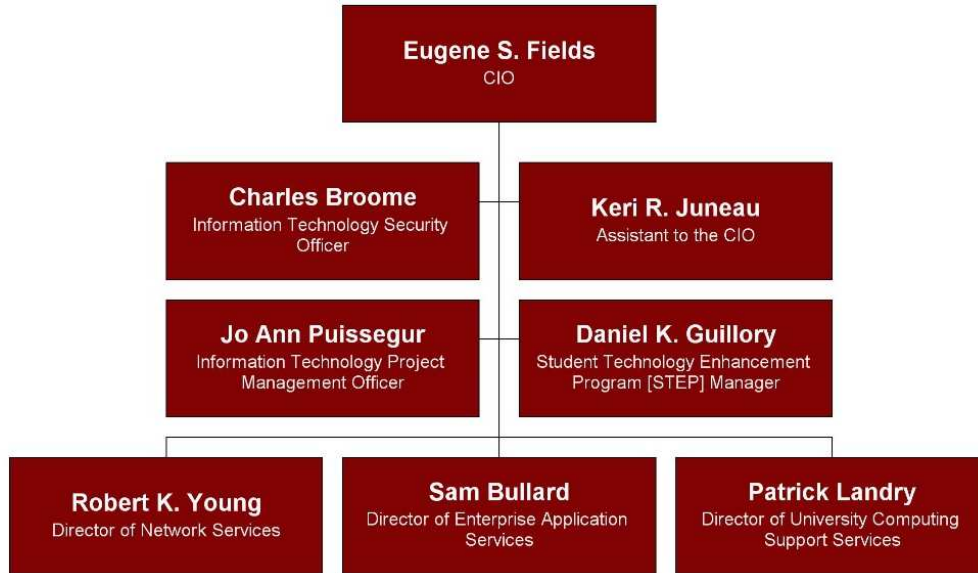 Eugene S. Fields
CIO
Charles Broome
Information Technology Security
Officer
Keri R. Juneau
Assistant to the CIO
Jo Ann Puissegur
Information Technology Project
Management Officer
Daniel K. Guillory
Student Technology Enhancement
Program [STEP] Manager
Robert K. Young
Director of Network Services
Sam Bullard
Director of Enterprise Application
Services
Patrick Landry
Director of University Computing
Support Services